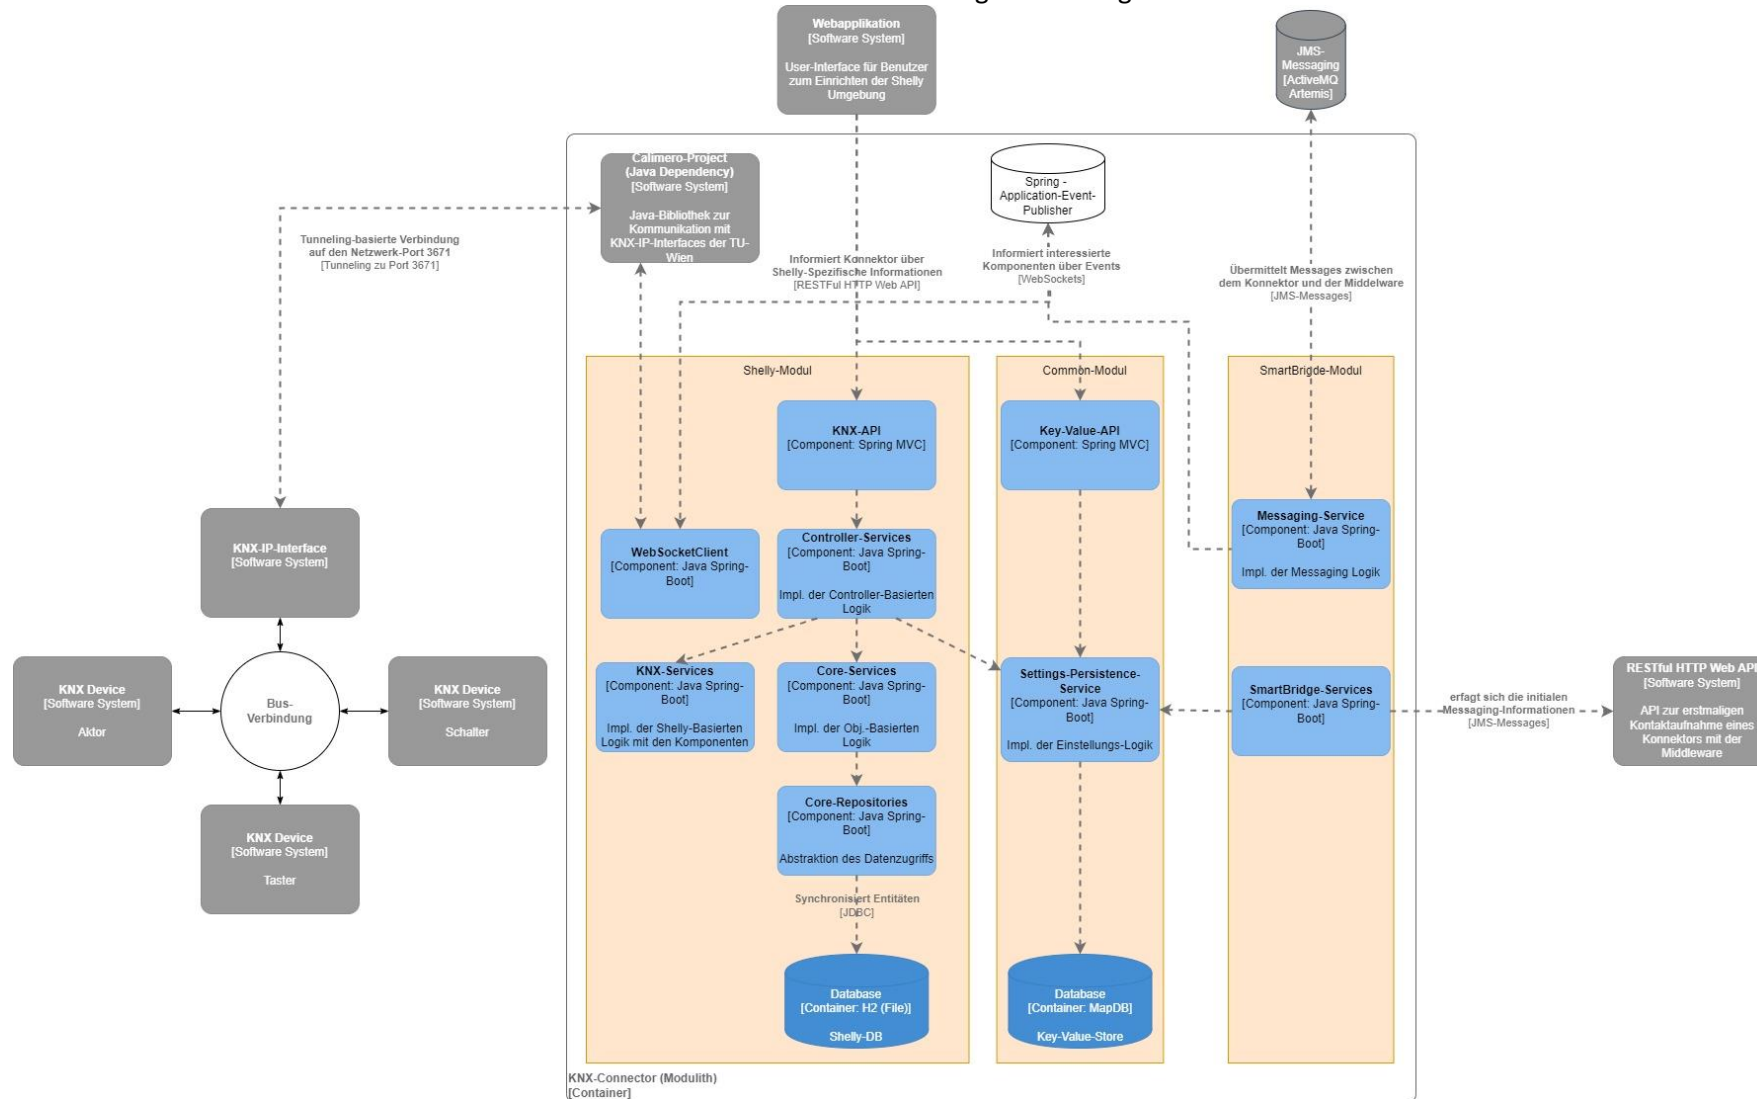 Webapplikation
[Software System]
User-Interface für Benutzer
zum Einrichten der Shelly
Umgebung
JMS-
Messaging
[ActiveMQ
Artemis]
Calimero-Project
(Java Dependency)
[Software System]
Java-Bibliothek zur
Kommunikation mit
KNX-IP-Interfaces der TU-
Wien
Spring -
Application-Event-
Publisher
Tunneling-basierte Verbindung
auf den Netzwerk-Port 3671
[Tunneling zu Port 3671]
Informiert Konnektor über
Shelly-Spezifische Informationen
[RESTFul HTTP Web API]
Informiert interessierte
Komponenten über Events
[WebSockets]
Übermittelt Messages zwischen
dem Konnektor und der Middelware
[JMS-Messages]
Shelly-Modul
Common-Modul
SmartBrigde-Modul
KNX-API
[Component: Spring MVC]
Key-Value-API
[Component: Spring MVC]
KNX-IP-Interface
[Software System]
WebSocketClient
[Component: Java Spring-
Boot]
Controller-Services
[Component: Java Spring-
Boot]
Impl. der Controller-Basierten
Logik
Messaging-Service
[Component: Java Spring-
Boot]
Impl. der Messaging Logik
KNX Device
[Software System]
Aktor
Bus-
Verbindung
KNX Device
[Software System]
Schalter
KNX-Services
[Component: Java Spring-
Boot]
Impl. der Shelly-Basierten
Logik mit den Komponenten
Core-Services
[Component: Java Spring-
Boot]
Impl. der Obj.-Basierten
Logik
Settings-Persistence-
Service
[Component: Java Spring-
Boot]
Impl. der Einstellungs-Logik
SmartBridge-Services
[Component: Java Spring-
Boot]
erfagt sich die initialen
Messaging-Informationen
[JMS-Messages]
RESTful HTTP Web API
[Software System]
API zur erstmaligen
Kontaktaufnahme eines
Konnektors mit der
Middleware
KNX Device
[Software System]
Taster
Core-Repositories
[Component: Java Spring-
Boot]
Abstraktion des Datenzugriffs
Synchronisiert Entitäten
[JDBC]
Database
[Container: H2 (File)]
Shelly-DB
Database
[Container: MapDB]
Key-Value-Store
KNX-Connector (Modulith)
[Container]